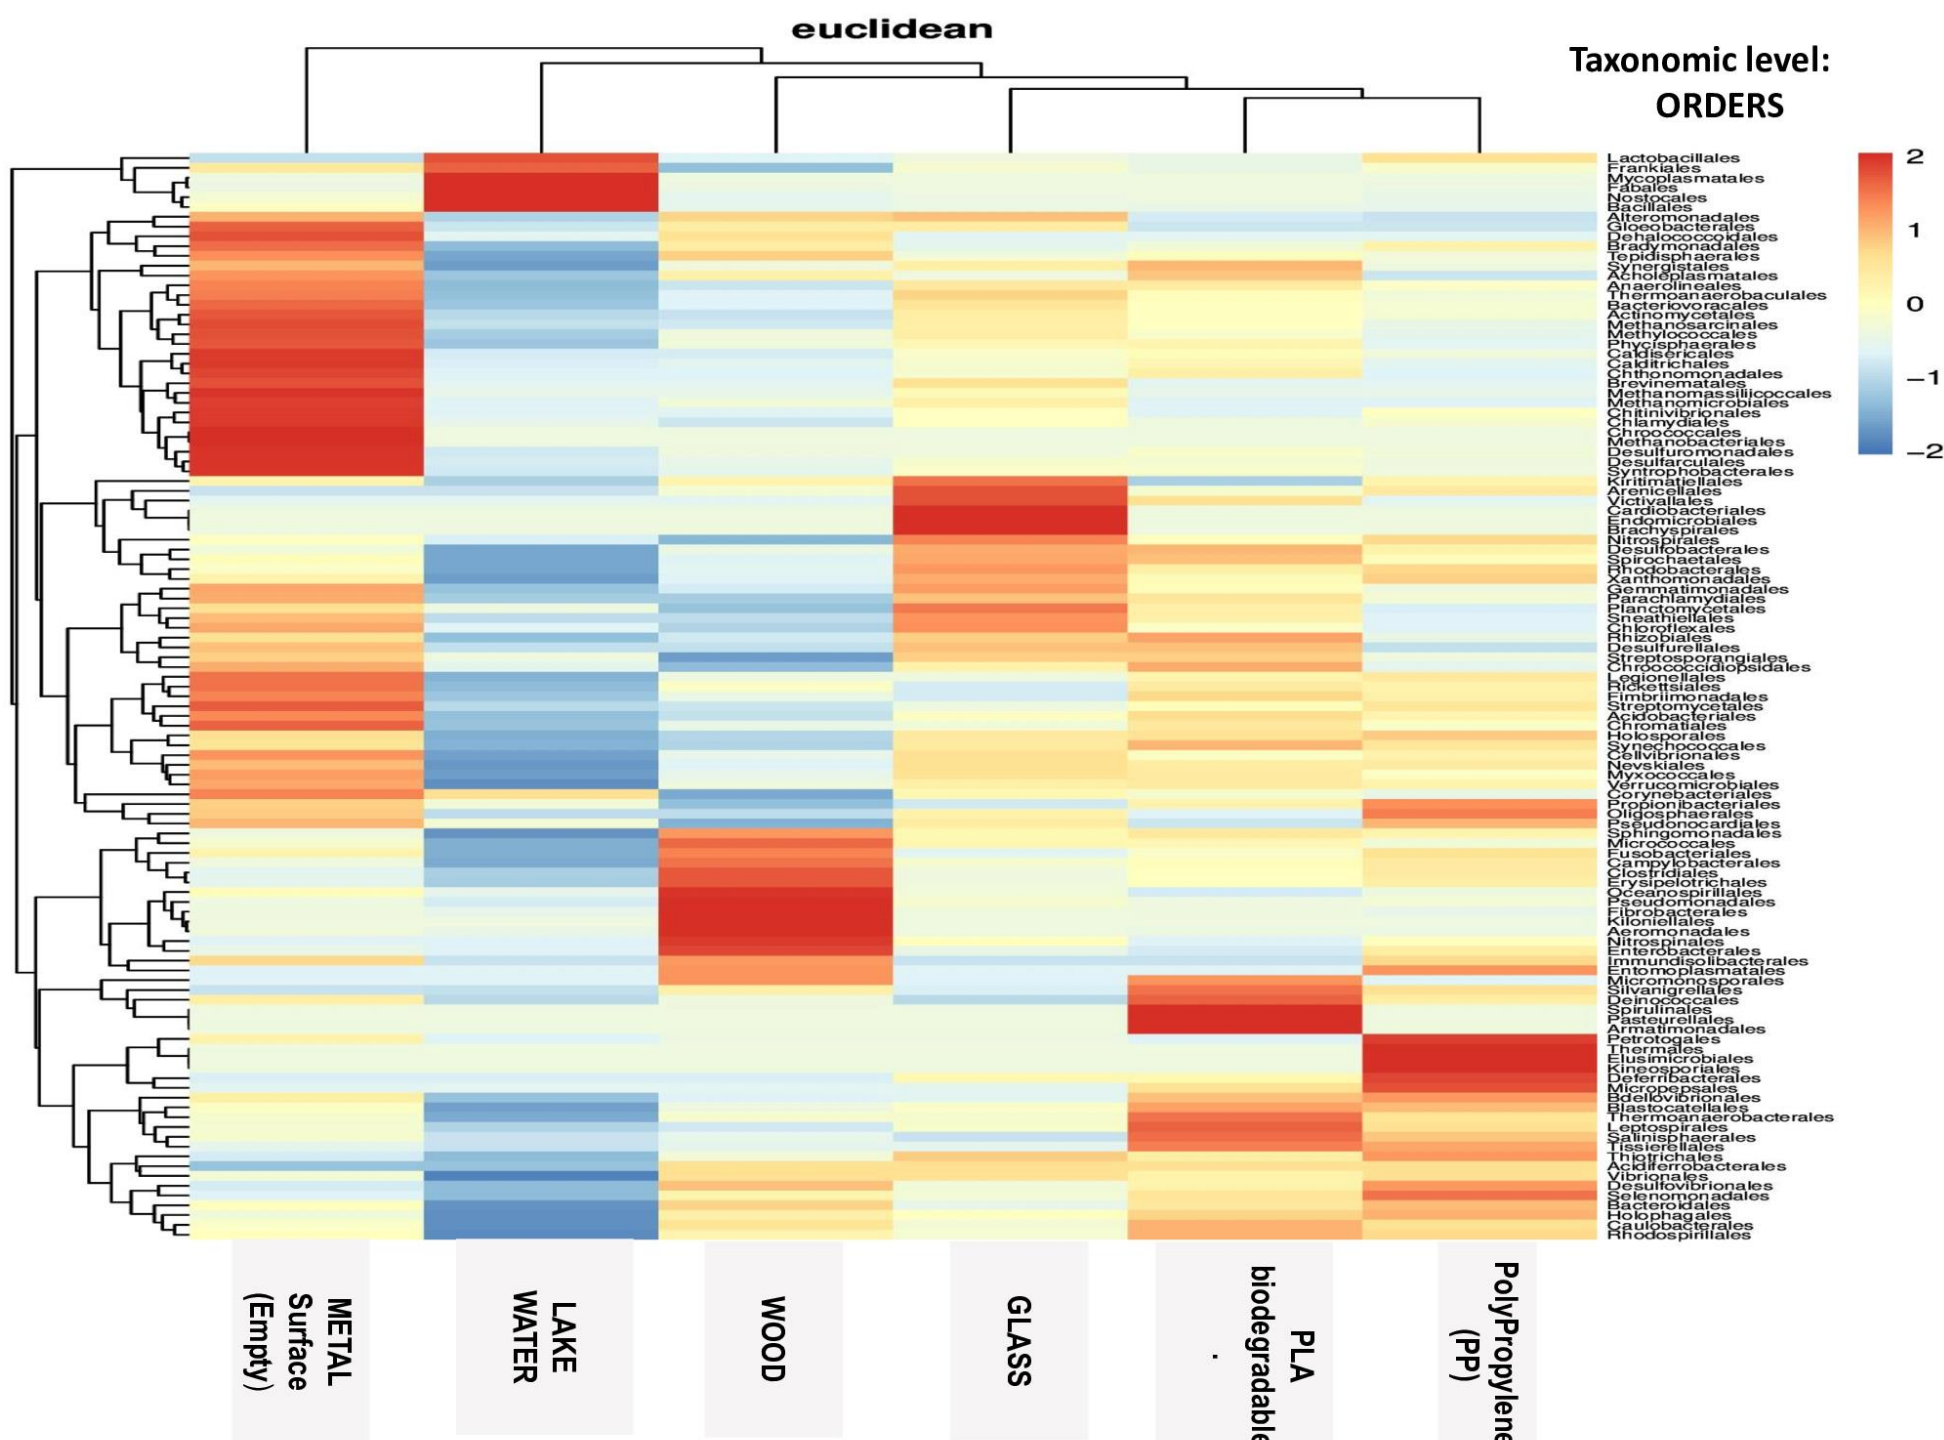 euclidean
Taxonomic level:
ORDERS
Lactobacillales
Frankiales
Mycoplasmatales
Fabales
Nostocales
Bacillales
Alteromonadales
Gloeobacterales
Dehalococcoidales
Bradymonadales
Tepidisphaerales
Synergistales
Acholeplasmatales
Anaerolineales
Thermoanaerobaculales
Bacteriovoracales
Actinomycetales
Methanosarcinales
Methylococcales
Phycisphaerales
Caldisericales
Calditrichales
Chthonomonadales
Brevinematales
Methanomassiliicoccales
Methanomicrobiales
Chitinivibrionales
Chlamydiales
Chroococcales
Methanobacteriales
Desulfuromonadales
Desulfarculales
Syntrophobacterales
Kiritimatiellales
Arenicellales
Victivallales
Cardiobacteriales
Endomicrobiales
Brachyspirales
Nitrospirales
Desulfobacterales
Spirochaetales
Rhodobacterales
Xanthomonadales
Gemmatimonadales
Parachlamydiales
Planctomycetales
Sneathiellales
Chloroflexales
Rhizobiales
Desulfurellales
Streptosporangiales
Chroococcidiopsidales
Legionellales
Rickettsiales
Fimbriimonadales
Streptomycetales
Acidobacteriales
Chromatiales
Holosporales
Synechococcales
Cellvibrionales
Nevskiales
Myxococcales
Verrucomicrobiales
Corynebacteriales
Propionibacteriales
Oligosphaerales
Pseudonocardiales
Sphingomonadales
Micrococcales
Fusobacteriales
Campylobacterales
Clostridiales
Erysipelotrichales
Oceanospirillales
Pseudomonadales
Fibrobacterales
Kiloniellales
Aeromonadales
Nitrospinales
Enterobacterales
Immundisolibacterales
Entomoplasmatales
Micromonosporales
Silvanigrellales
Deinococcales
Spirulinales
Pasteurellales
Armatimonadales
Petrotogales
Thermales
Elusimicrobiales
Kineosporiales
Deferribacterales
Micropepsales
Bdellovibrionales
Blastocatellales
Thermoanaerobacterales
Leptospirales
Salinisphaerales
Tissierellales
Thiotrichales
Acidiferrobacterales
Vibrionales
Desulfovibrionales
Selenomonadales
Bacteroidales
Holophagales
Caulobacterales
Rhodospirillales
2
1
0
−1
−2
METAL
Surface
(Empty)
LAKE
WATER
WOOD
GLASS
PLA
biodegradable
.
PolyPropylene
(PP)